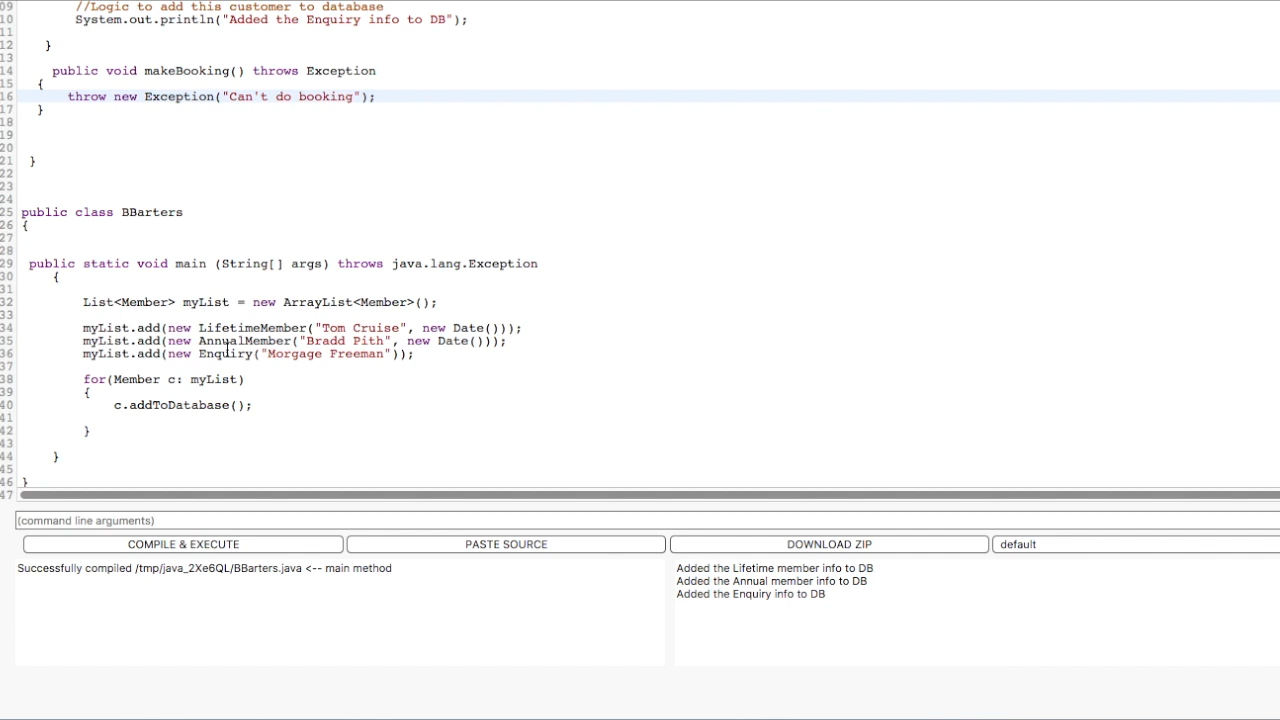 09 //Logic to add this customer to database
10 System.out.println("Added the Enquiry info to DB");
11
12 }
13
14 public void makeBooking() throws Exception
15 {
16 throw new Exception("Can't do booking");
17 }
18
19
20
21 }
22
23
24
25 public class BBarters
26 {
27
28
29 public static void main (String[] args) throws java.lang.Exception
30 {
31
32 List<Member> myList = new ArrayList<Member>();
33
34 myList.add(new LifetimeMember("Tom Cruise", new Date()));
35 myList.add(new AnnualMember("Bradd Pith", new Date()));
36 myList.add(new Enquiry("Morgage Freeman"));
37
38 for(Member c: myList)
39 {
40 c.addToDatabase();
41
42 }
43
44 }
45
46 }
47
(command line arguments)
COMPILE & EXECUTE PASTE SOURCE DOWNLOAD ZIP default
Successfully compiled /tmp/java_2Xe6QL/BBarters.java <-- main method
Added the Lifetime member info to DB
Added the Annual member info to DB
Added the Enquiry info to DB